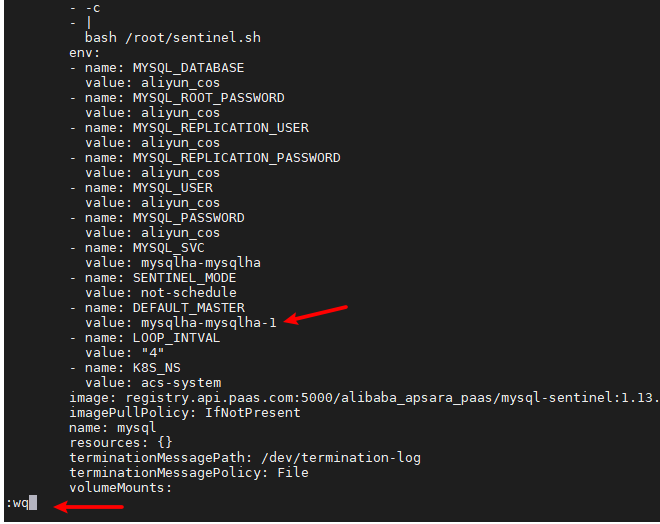 - -c
- |
bash /root/sentinel.sh
env:
- name: MYSQL_DATABASE
value: aliyun_cos
- name: MYSQL_ROOT_PASSWORD
value: aliyun_cos
- name: MYSQL_REPLICATION_USER
value: aliyun_cos
- name: MYSQL_REPLICATION_PASSWORD
value: aliyun_cos
- name: MYSQL_USER
value: aliyun_cos
- name: MYSQL_PASSWORD
value: aliyun_cos
- name: MYSQL_SVC
value: mysqlha-mysqlha
- name: SENTINEL_MODE
value: not-schedule
- name: DEFAULT_MASTER
value: mysqlha-mysqlha-1
- name: LOOP_INTVAL
value: "4"
- name: K8S_NS
value: acs-system
image: registry.api.paas.com:5000/alibaba_apsara_paas/mysql-sentinel:1.13.
imagePullPolicy: IfNotPresent
name: mysql
resources: {}
terminationMessagePath: /dev/termination-log
terminationMessagePolicy: File
volumeMounts:
:wq